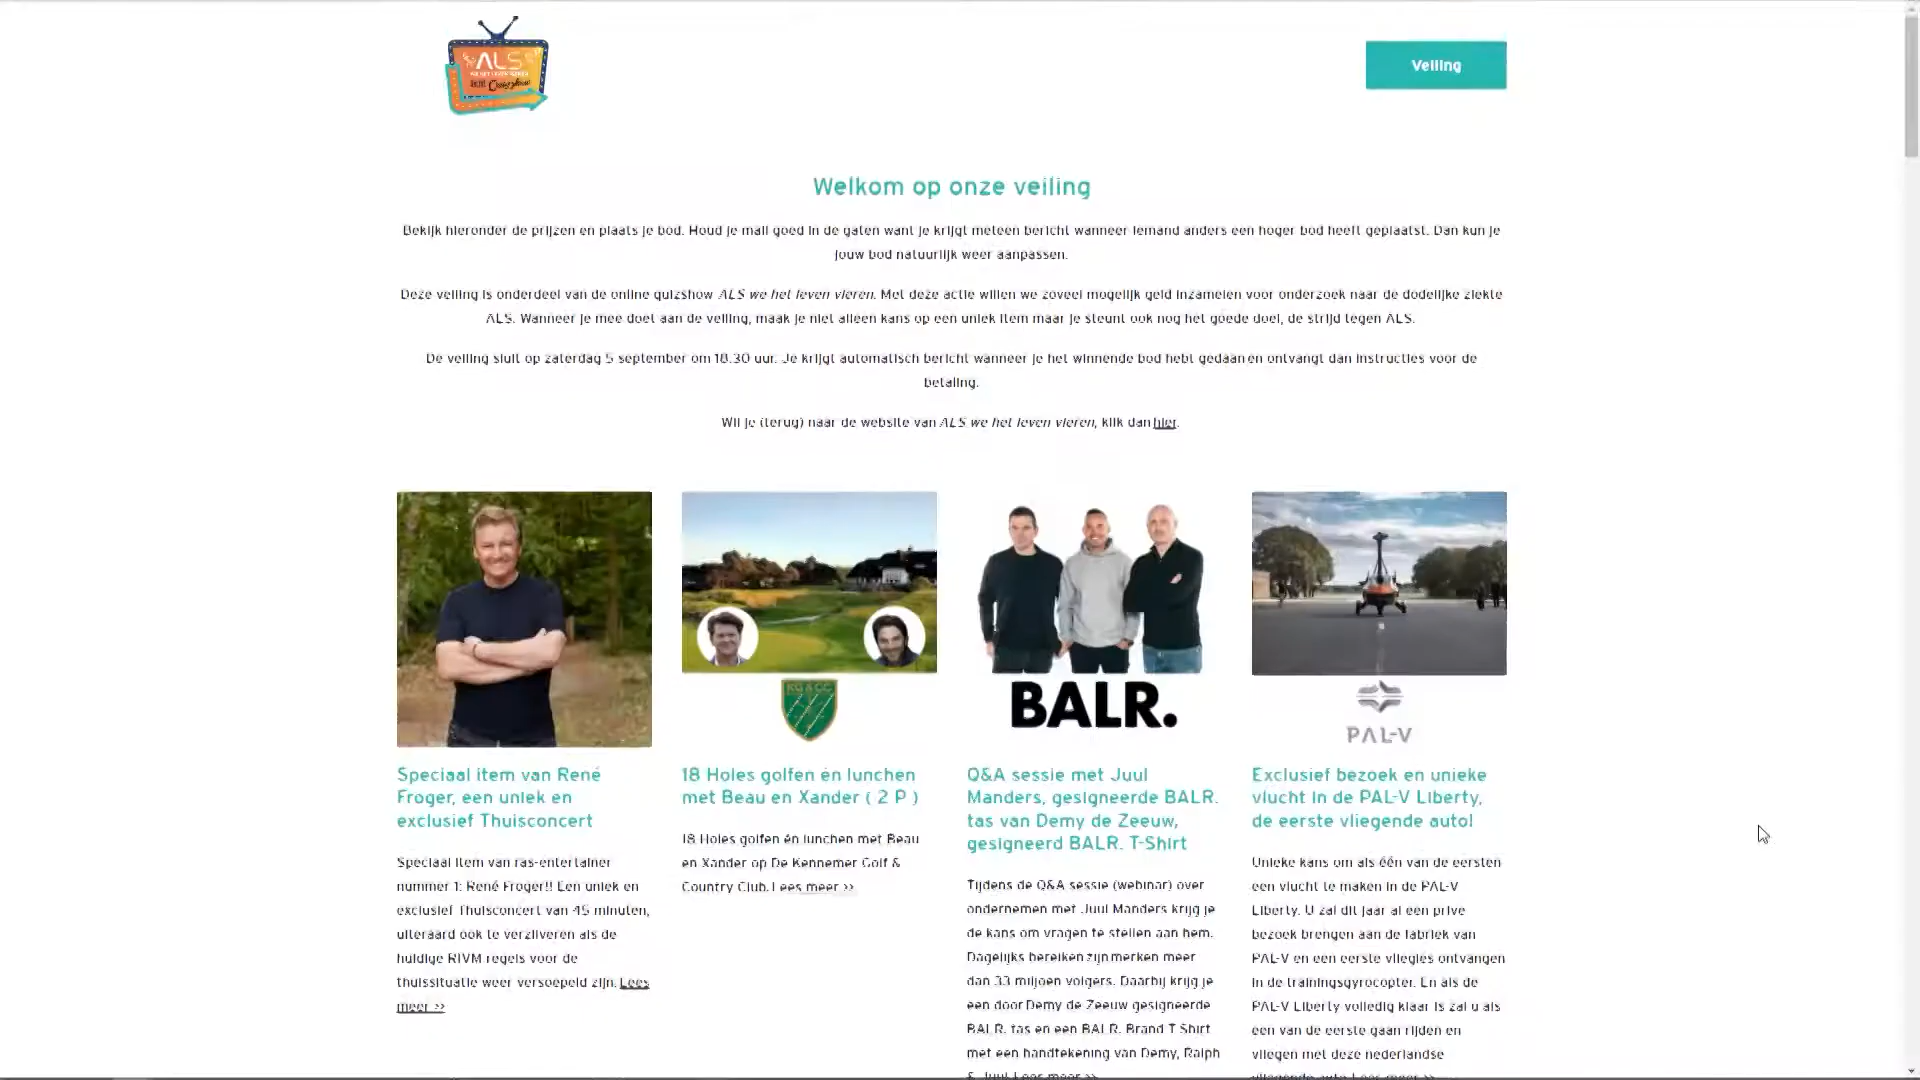 ALS
Veiling
Welkom op onze veiling
Bekijk hieronder de prijzen en plaats je bod. Houd je mail goed in de gaten want je krijgt meteen bericht wanneer iemand anders een hoger bod heeft geplaatst. Dan kun je
jouw bod natuurlijk weer aanpassen.
Deze veiling is onderdeel van de online quizshow ALS we het leven vieren. Met deze actie willen we zoveel mogelijk geld inzamelen voor onderzoek naar de dodelijke ziekte
ALS. Wanneer je mee doet aan de veiling, maak je niet alleen kans op een uniek item maar je steunt ook nog het goede doel, de strijd tegen ALS.
De veiling sluit op zaterdag 5 september om 18.30 uur. Je krijgt automatisch bericht wanneer je het winnende bod hebt gedaan en ontvangt dan instructies voor de
betaling.
Wil je (terug) naar de website van ALS we het leven vieren, klik dan hier.
KG&CC
BALR.
PAL-V
Speciaal item van René
Froger, een uniek en
exclusief Thuisconcert
Speciaal item van ras-entertainer
nummer 1: René Froger!! Een uniek en
exclusief Thuisconcert van 45 minuten,
uiteraard ook te verzilveren als de
huidige RIVM regels voor de
thuissituatie weer versoepeld zijn. Lees
meer >>
18 Holes golfen én lunchen
met Beau en Xander ( 2 P )
18 Holes golfen én lunchen met Beau
en Xander op De Kennemer Golf &
Country Club. Lees meer >>
Q&A sessie met Juul
Manders, gesigneerde BALR.
tas van Demy de Zeeuw,
gesigneerd BALR. T-Shirt
Tijdens de Q&A sessie (webinar) over
ondernemen met Juul Manders krijg je
de kans om vragen te stellen aan hem.
Dagelijks bereiken zijn merken meer
dan 33 miljoen volgers. Daarbij krijg je
een door Demy de Zeeuw gesigneerde
BALR. tas en een BALR. Brand T-Shirt
met een handtekening van Demy, Ralph
& Juul Lees meer >>
Exclusief bezoek en unieke
vlucht in de PAL-V Liberty,
de eerste vliegende auto!
Unieke kans om als één van de eersten
een vlucht te maken in de PAL-V
Liberty. U zal dit jaar al een prive
bezoek brengen aan de fabriek van
PAL-V en een eerste vliegles ontvangen
in de trainingsgyrocopter. En als de
PAL-V Liberty volledig klaar is zal u als
een van de eerste gaan rijden en
vliegen met deze nederlandse
vliegende auto Lees meer >>